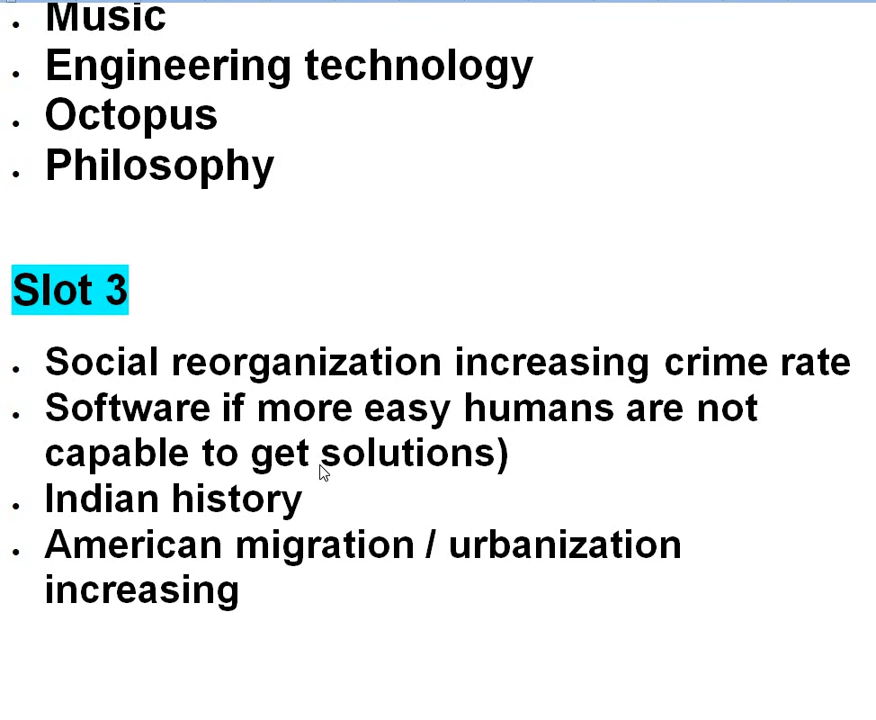 • Music
• Engineering technology
• Octopus
• Philosophy
Slot 3
• Social reorganization increasing crime rate
• Software if more easy humans are not
capable to get solutions)
• Indian history
• American migration / urbanization
increasing